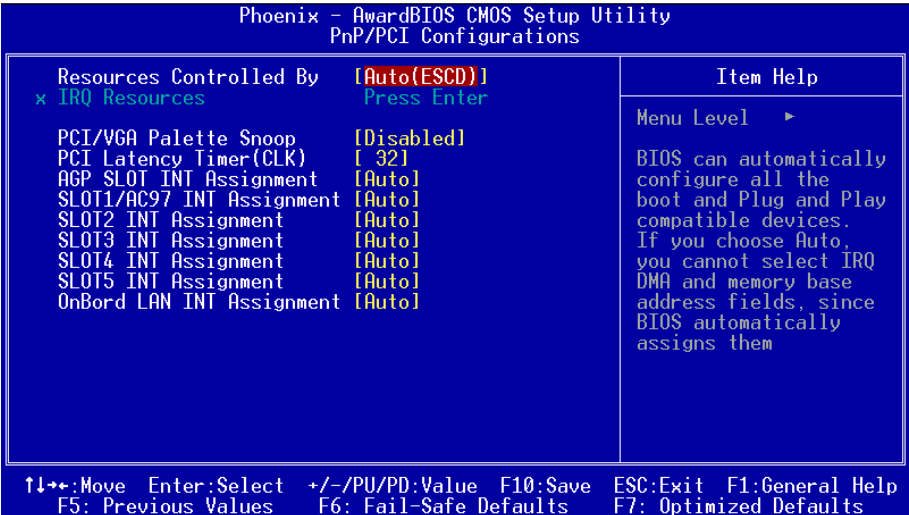 Phoenix - AwardBIOS CMOS Setup Utility
PnP/PCI Configurations
Resources Controlled By [Auto(ESCD)]
x IRQ Resources Press Enter
PCI/VGA Palette Snoop [Disabled]
PCI Latency Timer(CLK) [ 32]
AGP SLOT INT Assignment [Auto]
SLOT1/AC97 INT Assignment [Auto]
SLOT2 INT Assignment [Auto]
SLOT3 INT Assignment [Auto]
SLOT4 INT Assignment [Auto]
SLOT5 INT Assignment [Auto]
OnBord LAN INT Assignment [Auto]
Item Help
Menu Level ►
BIOS can automatically
configure all the
boot and Plug and Play
compatible devices.
If you choose Auto,
you cannot select IRQ
DMA and memory base
address fields, since
BIOS automatically
assigns them
↑↓→←:Move Enter:Select +/-/PU/PD:Value F10:Save ESC:Exit F1:General Help
F5: Previous Values F6: Fail-Safe Defaults F7: Optimized Defaults